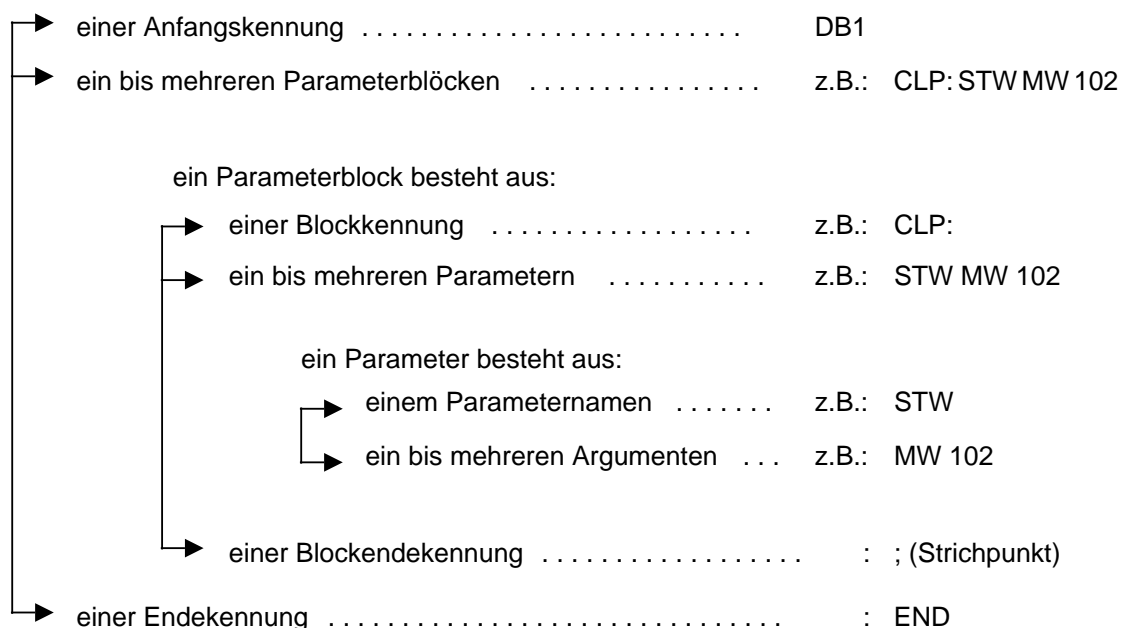 einer Anfangskennung . . . . . . . . . . . . . . . . . . . . . . . . . . DB1
ein bis mehreren Parameterblöcken . . . . . . . . . . . . . . . . z.B.: CLP: STW MW 102
ein Parameterblock besteht aus:
einer Blockkennung . . . . . . . . . . . . . . . . . . z.B.: CLP:
ein bis mehreren Parametern . . . . . . . . . . . z.B.: STW MW 102
ein Parameter besteht aus:
einem Parameternamen . . . . . . . z.B.: STW
ein bis mehreren Argumenten . . . z.B.: MW 102
einer Blockendekennung . . . . . . . . . . . . . . . . . . : ; (Strichpunkt)
einer Endekennung . . . . . . . . . . . . . . . . . . . . . . . . . . . . . . . : END